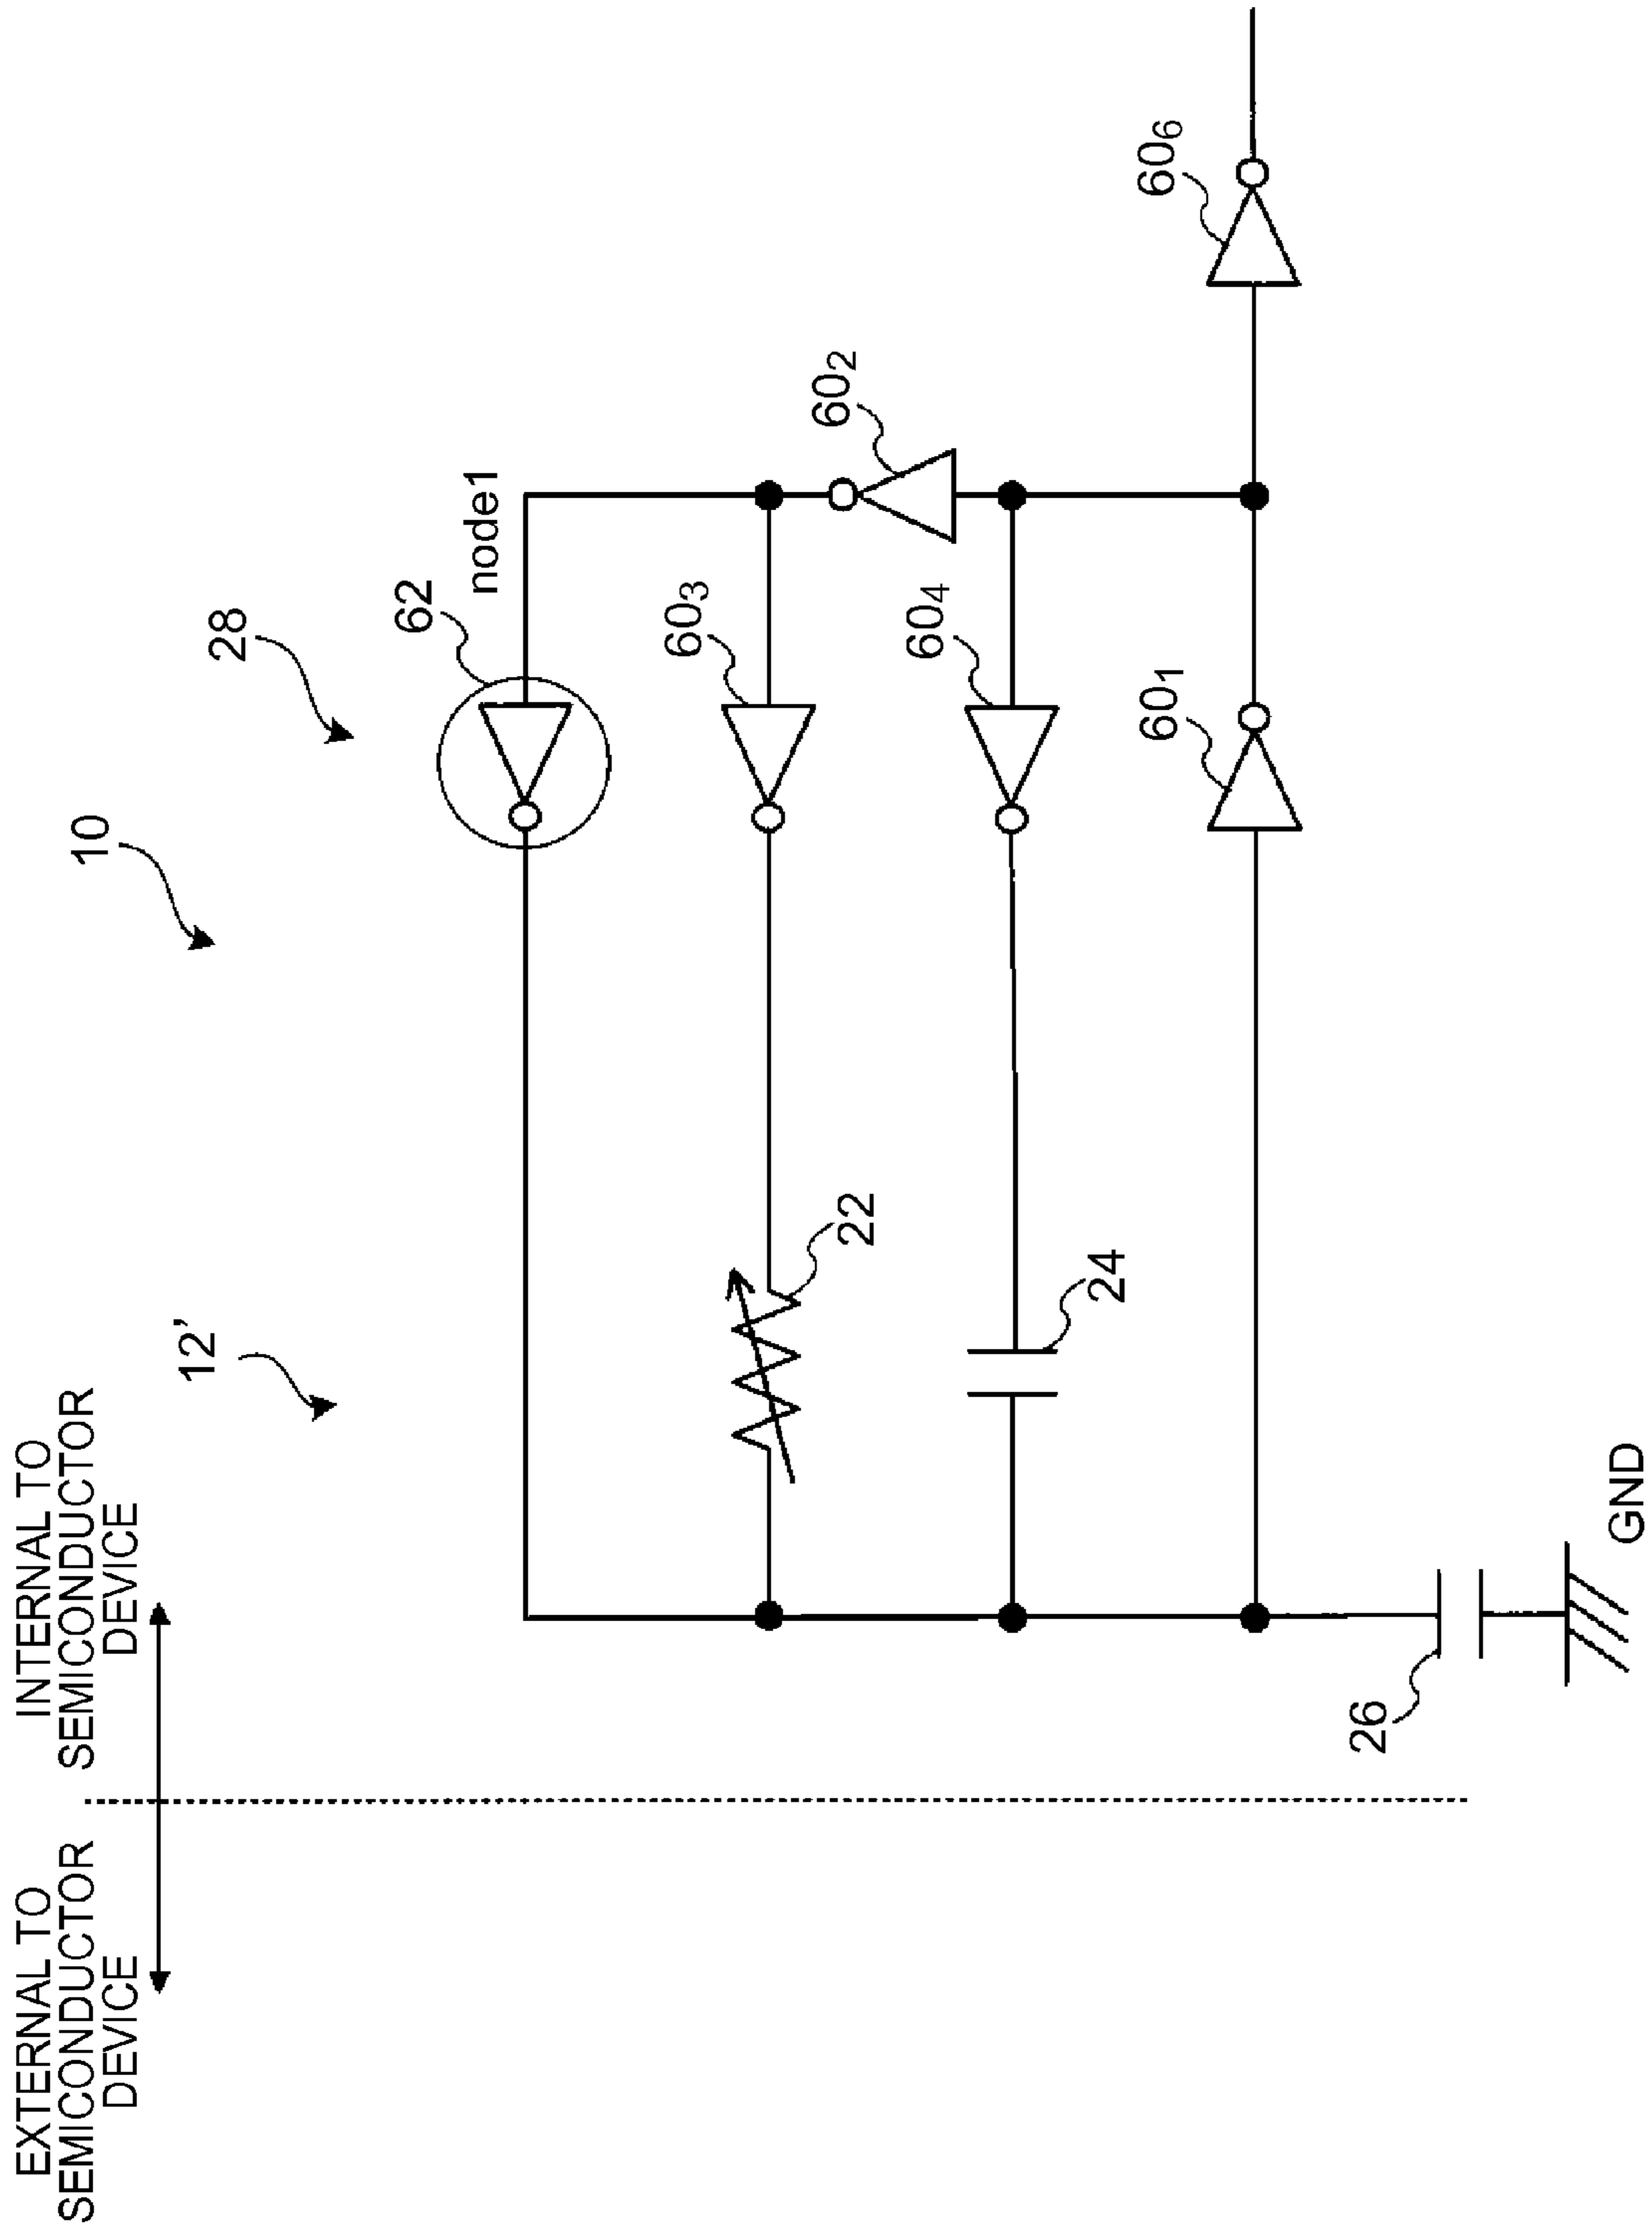 EXTERNAL TO
SEMICONDUCTOR
DEVICE
INTERNAL TO
SEMICONDUCTOR
DEVICE
12’
10
28
62
node1
60₃
60₂
22
60₄
24
60₁
60₆
26
GND